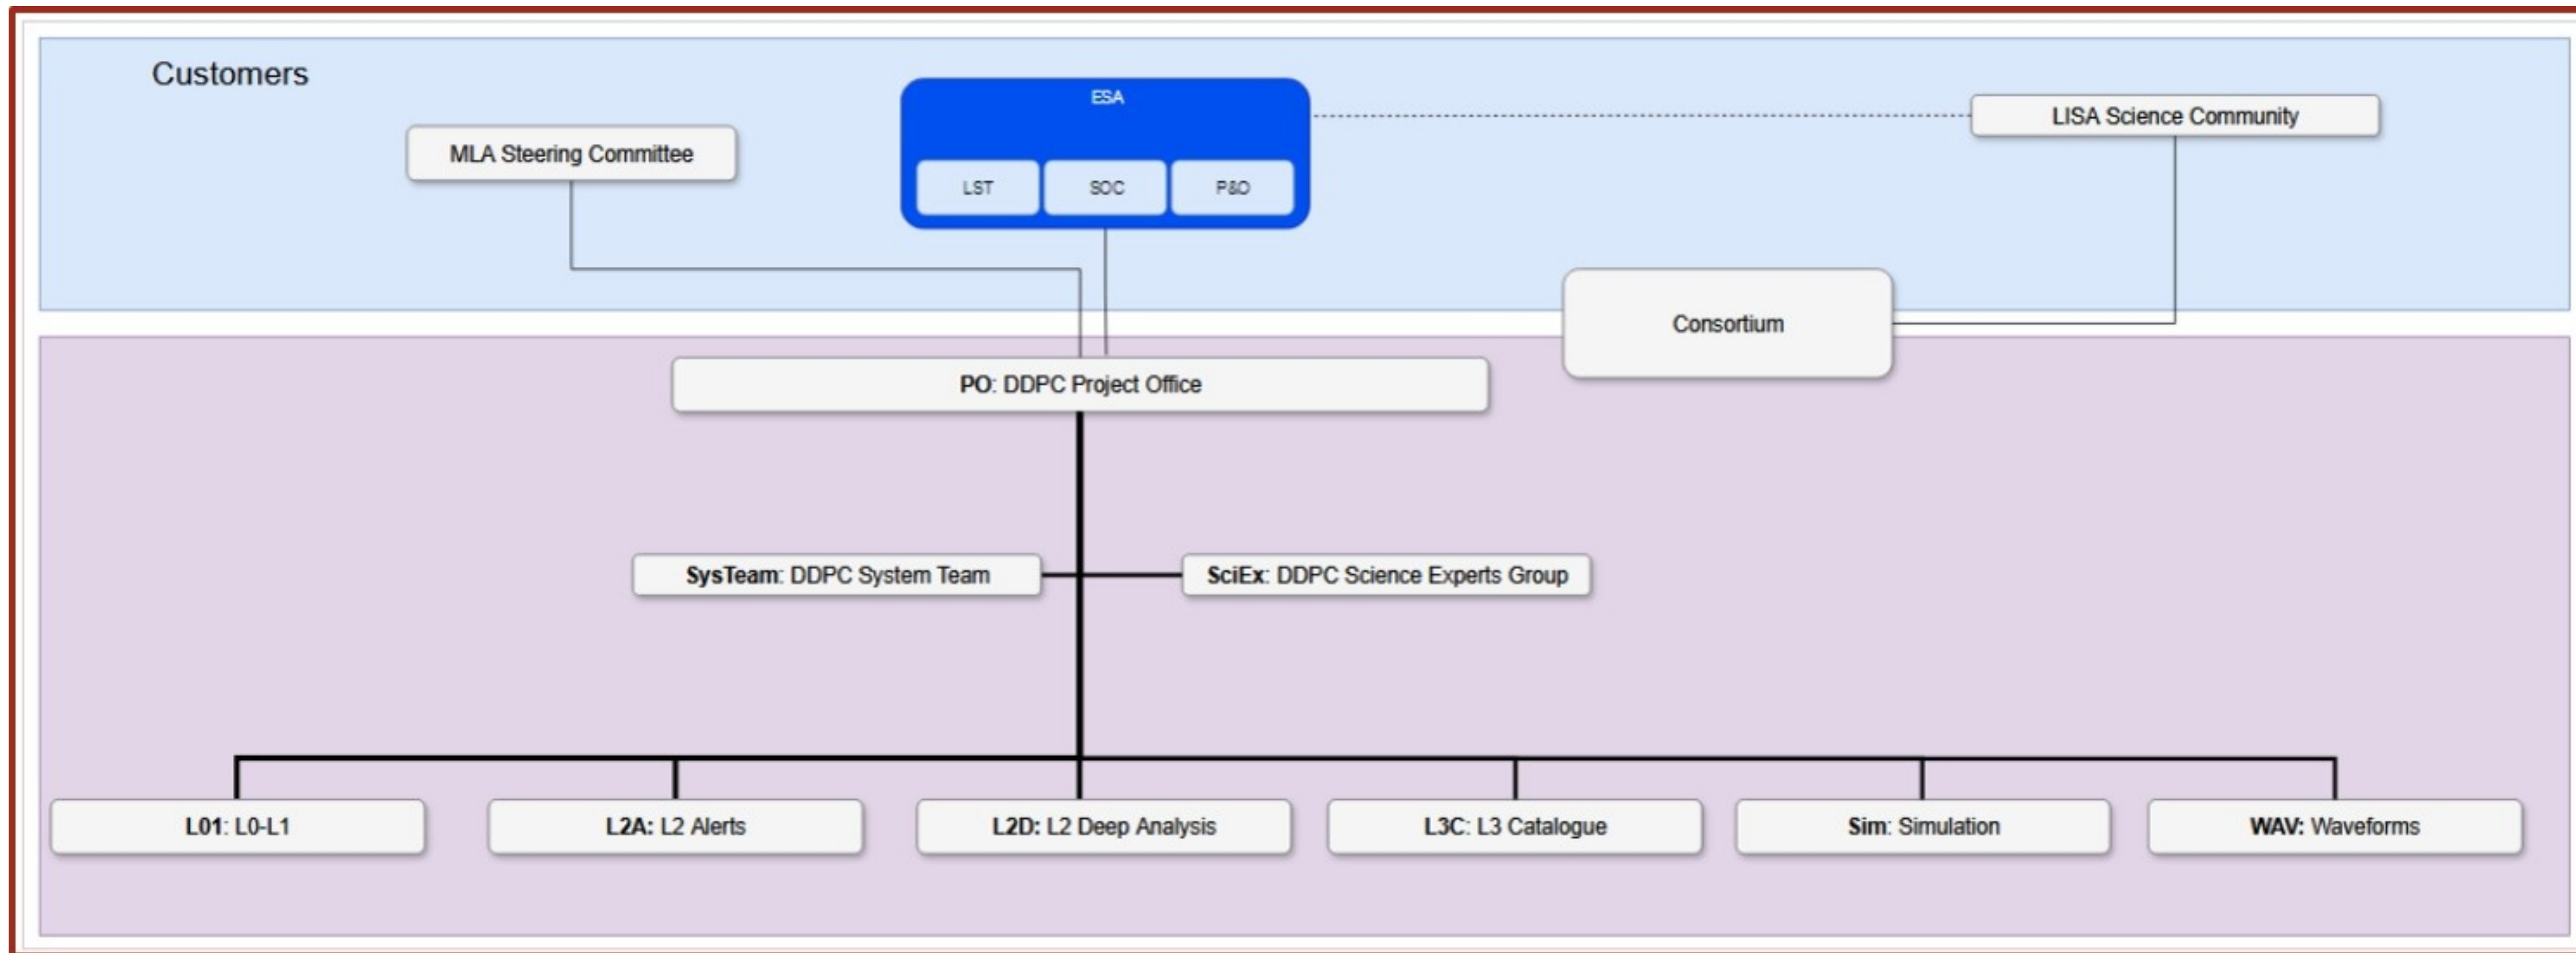 Customers
ESA
LISA Science Community
MLA Steering Committee
LST
SOC
P&O
Consortium
PO: DDPC Project Office
SysTeam: DDPC System Team
SciEx: DDPC Science Experts Group
L01: L0-L1
L2A: L2 Alerts
L2D: L2 Deep Analysis
L3C: L3 Catalogue
Sim: Simulation
WAV: Waveforms